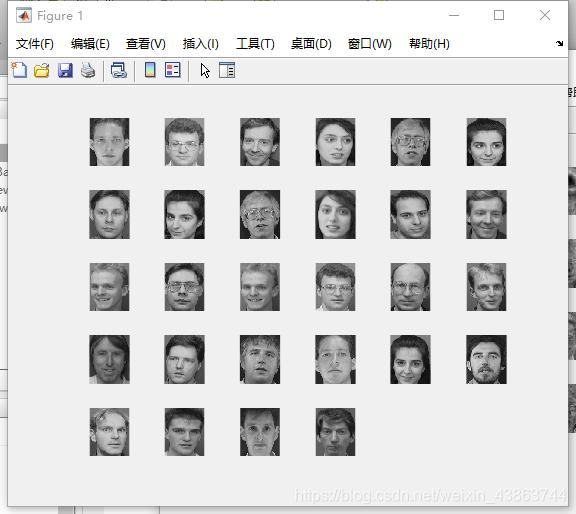 Figure 1
文件(F) 编辑(E) 查看(V) 插入(I) 工具(T) 桌面(D) 窗口(W) 帮助(H)
https://blog.csdn.net/weixin_43863744